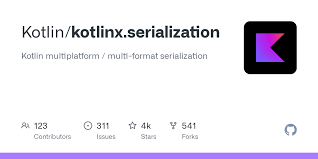 Kotlin/kotlinx.serialization
Kotlin multiplatform / multi-format serialization
123
Contributors
311
Issues
4k
Stars
541
Forks